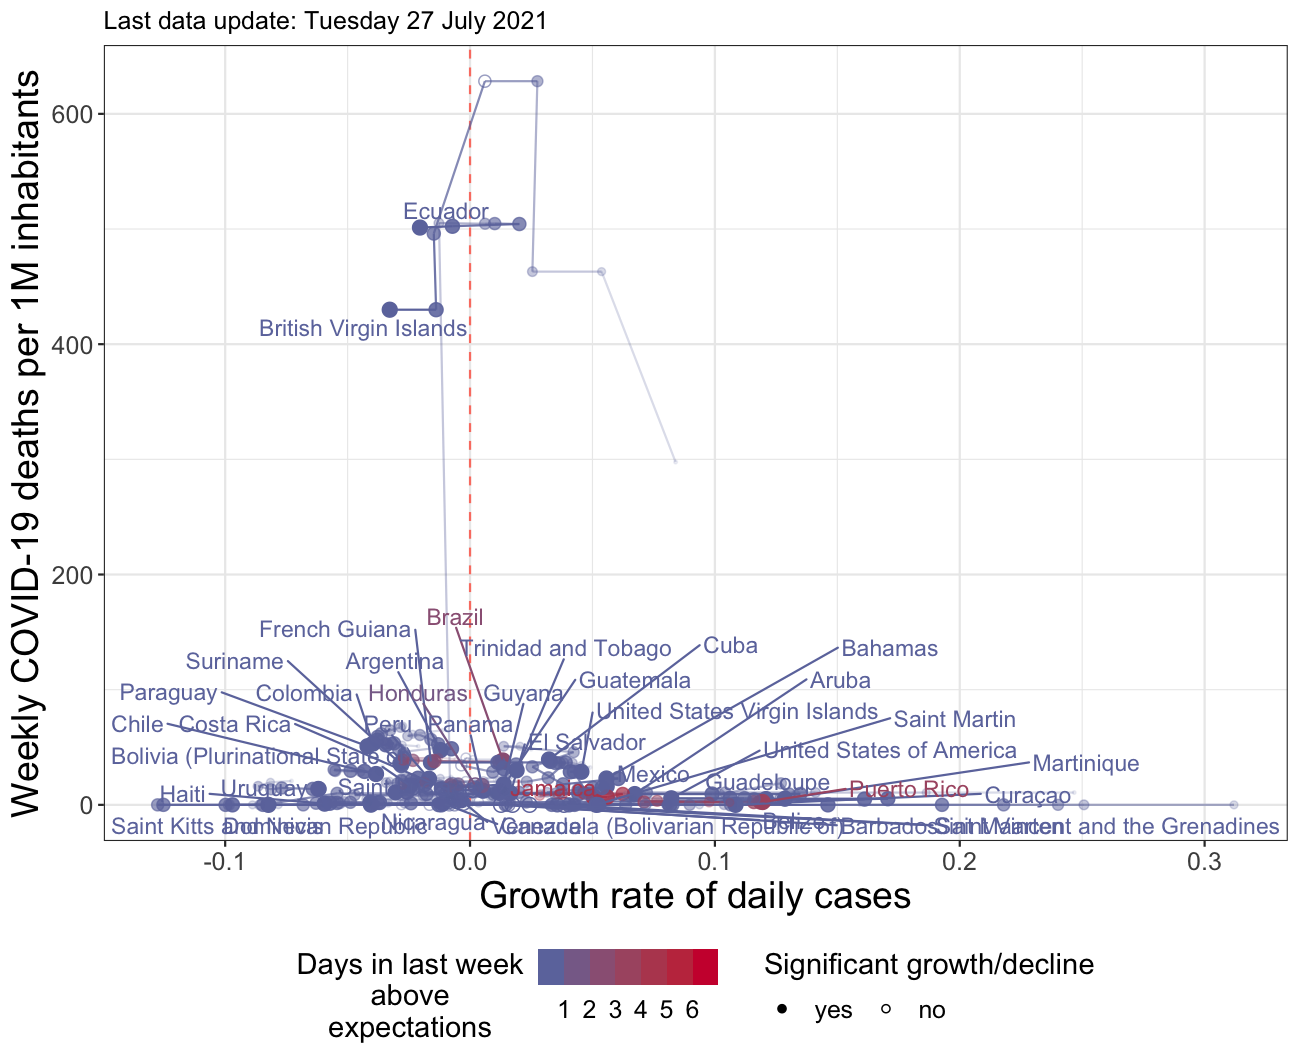 Last data update: Tuesday 27 July 2021
Weekly COVID-19 deaths per 1M inhabitants
600
400
200
0
Ecuador
British Virgin Islands
Brazil
French Guiana
Trinidad and Tobago
Cuba
Bahamas
Suriname
Argentina
Guatemala
Aruba
Paraguay
Colombia
Honduras
Guyana
United States Virgin Islands
Saint Martin
Chile
Costa Rica
Peru
Panama
El Salvador
United States of America
Bolivia (Plurinational State
Martinique
Mexico
Guadeloupe
Haiti
Uruguay
Saint
Jamaica
Puerto Rico
Curaçao
Saint Kitts and Nevis
Dominican Republic
Nicaragua
Canada
Venezuela (Bolivarian Republic of)
Belize
Barbados
Sint Maarten
Saint Vincent and the Grenadines
-0.1
0.0
0.1
0.2
0.3
Growth rate of daily cases
Days in last week
above
expectations
1 2 3 4 5 6
Significant growth/decline
yes
no